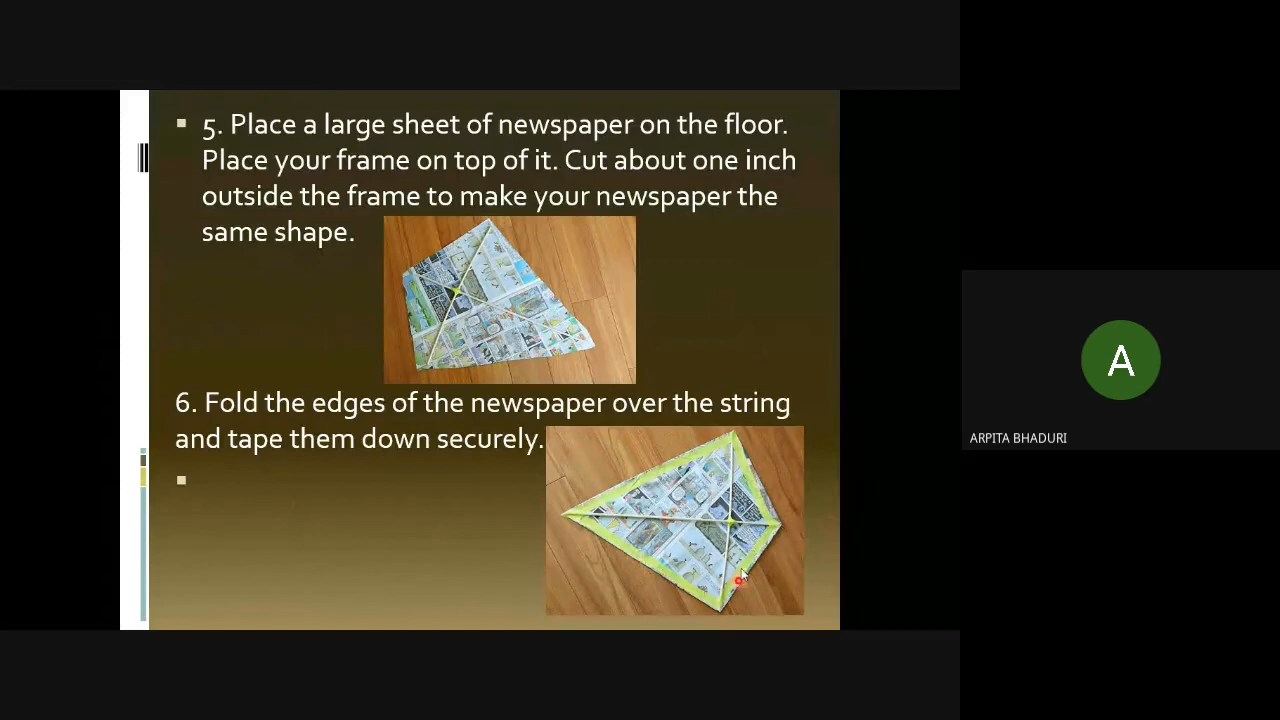 5. Place a large sheet of newspaper on the floor.
Place your frame on top of it. Cut about one inch
outside the frame to make your newspaper the
same shape.
6. Fold the edges of the newspaper over the string
and tape them down securely.
A
ARPITA BHADURI